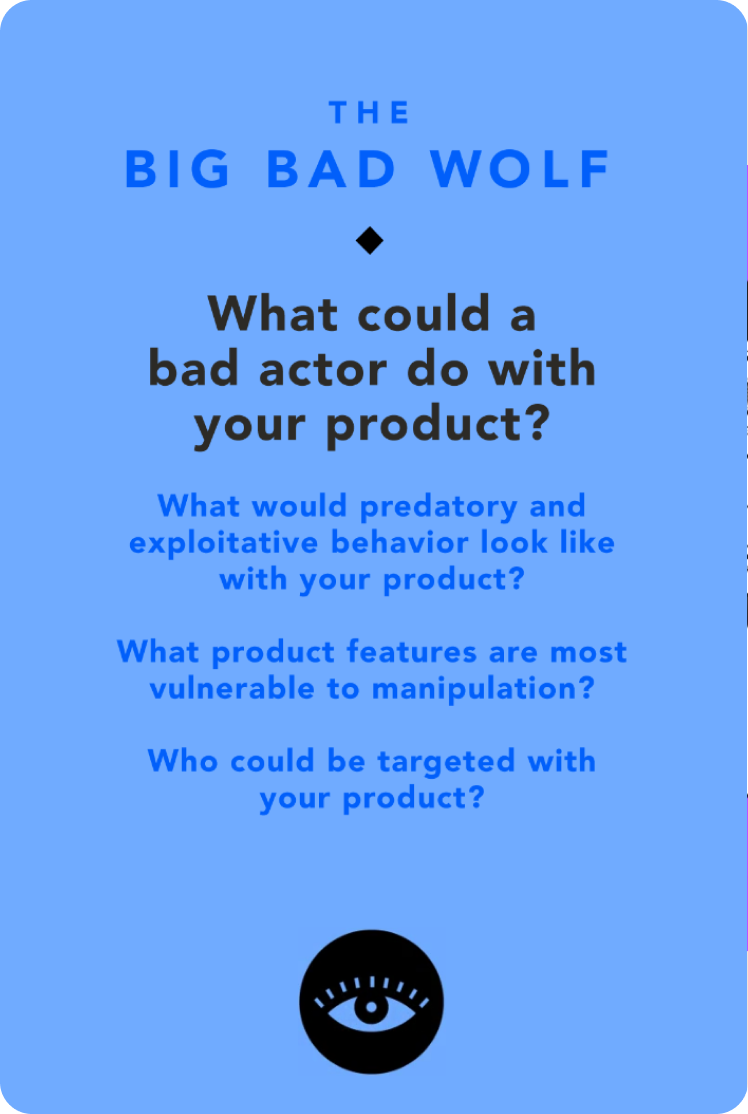 THE
BIG BAD WOLF
What could a
bad actor do with
your product?
What would predatory and
exploitative behavior look like
with your product?
What product features are most
vulnerable to manipulation?
Who could be targeted with
your product?